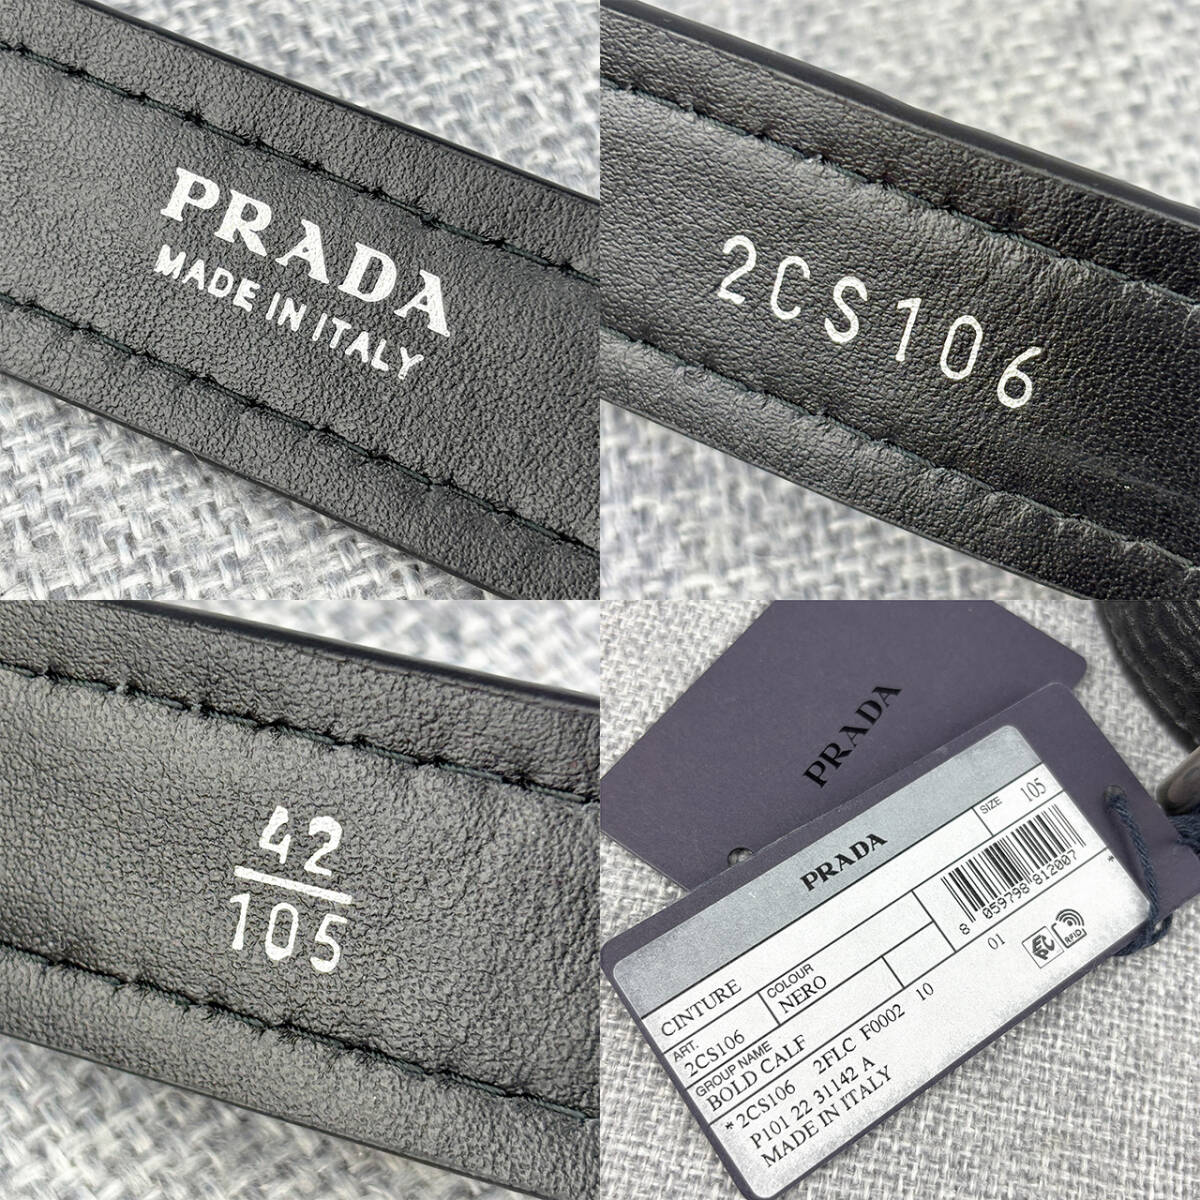 PRADA
MADE IN ITALY
2CS106
42
105
PRADA
PRADA
SIZE 105
8 059798 812007
*
01
RFID
CINTURE
COLOUR
NERO
ART.
2CS106
GROUP NAME
BOLD CALF
10
* 2CS106 2FLC F0002
P101 22 31142 A
MADE IN ITALY